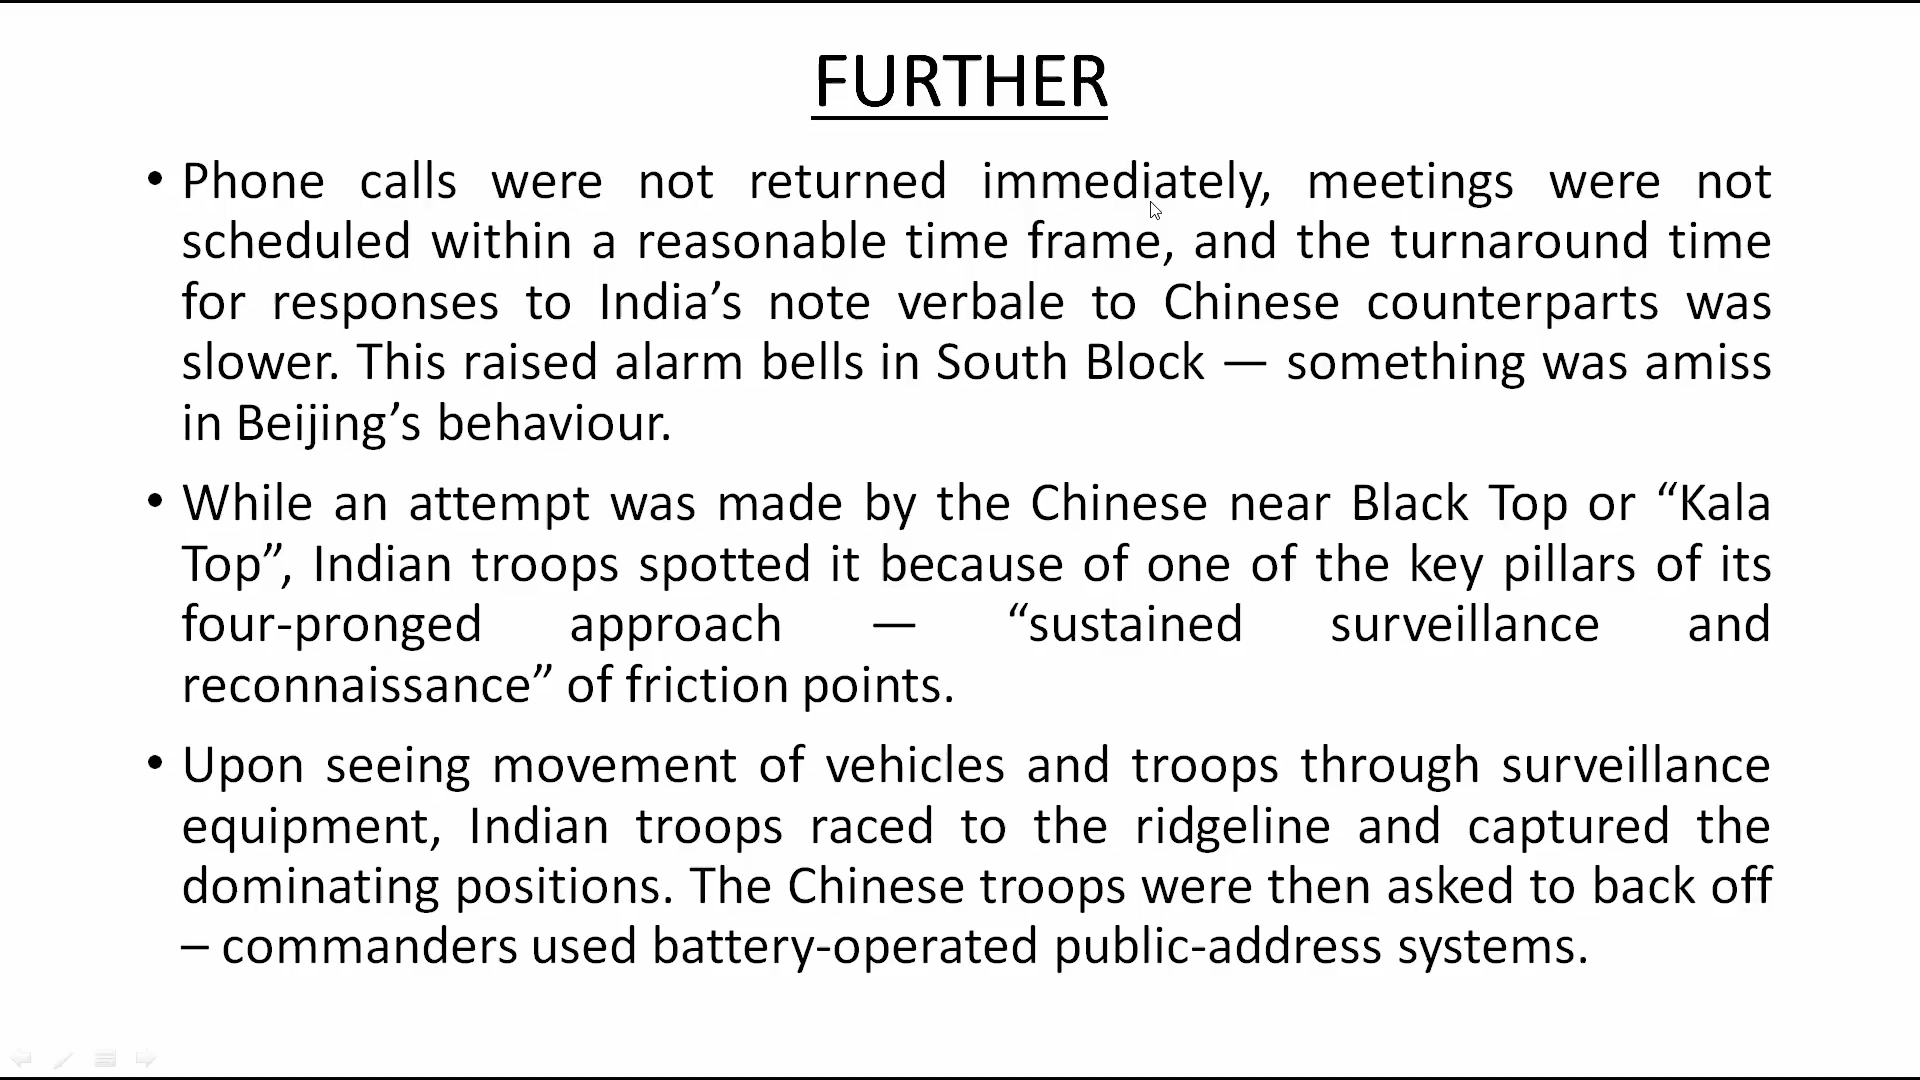 FURTHER
• Phone calls were not returned immediately, meetings were not
scheduled within a reasonable time frame, and the turnaround time
for responses to India’s note verbale to Chinese counterparts was
slower. This raised alarm bells in South Block — something was amiss
in Beijing’s behaviour.
• While an attempt was made by the Chinese near Black Top or “Kala
Top”, Indian troops spotted it because of one of the key pillars of its
four-pronged approach — “sustained surveillance and
reconnaissance” of friction points.
• Upon seeing movement of vehicles and troops through surveillance
equipment, Indian troops raced to the ridgeline and captured the
dominating positions. The Chinese troops were then asked to back off
– commanders used battery-operated public-address systems.